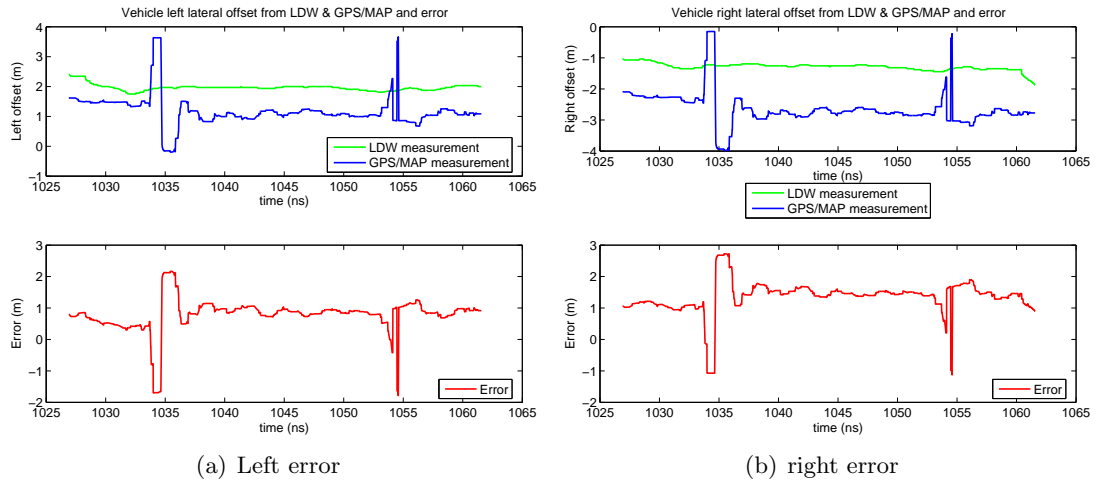 Vehicle left lateral offset from LDW & GPS/MAP and error
Left offset (m)
4
3
2
1
0
−1
1025 1030 1035 1040 1045 1050 1055 1060 1065
time (ns)
LDW measurement
GPS/MAP measurement
Error (m)
3
2
1
0
−1
−2
1025 1030 1035 1040 1045 1050 1055 1060 1065
time (ns)
Error
(a) Left error
Vehicle right lateral offset from LDW & GPS/MAP and error
Right offset (m)
0
−1
−2
−3
−4
1025 1030 1035 1040 1045 1050 1055 1060 1065
time (ns)
LDW measurement
GPS/MAP measurement
Error (m)
3
2
1
0
−1
−2
1025 1030 1035 1040 1045 1050 1055 1060 1065
time (ns)
Error
(b) right error